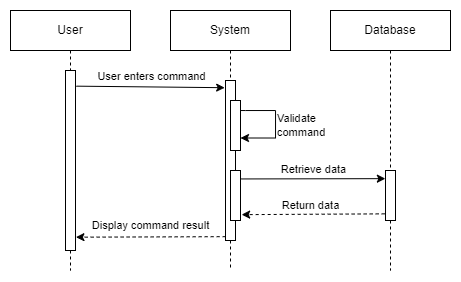 User
System
Database
User enters command
Validate
command
Retrieve data
Return data
Display command result